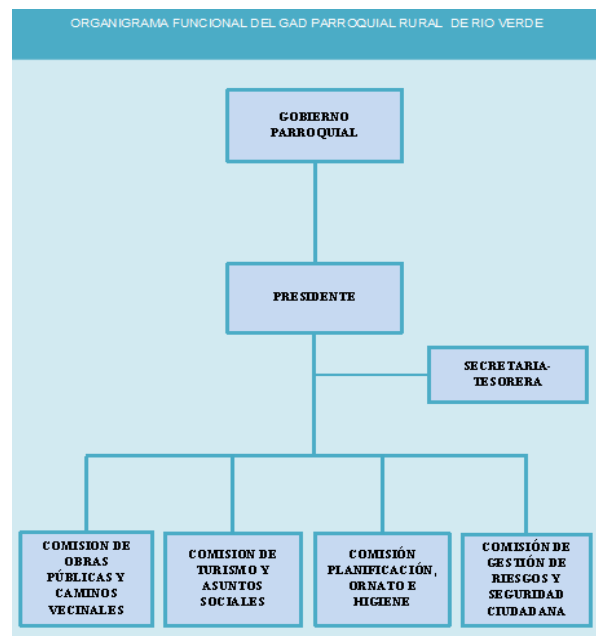 ORGANIGRAMA FUNCIONAL DEL GAD PARROQUIAL RURAL DE RIO VERDE
GOBIERNO
PARROQUIAL
PRESIDENTE
SECRETARIA-
TESORERA
COMISION DE
OBRAS
PÚBLICAS Y
CAMINOS
VECINALES
COMISION DE
TURISMO Y
ASUNTOS
SOCIALES
COMISIÓN
PLANIFICACIÓN,
ORNATO E
HIGIENE
COMISIÓN DE
GESTIÓN DE
RIESGOS Y
SEGURIDAD
CIUDADANA